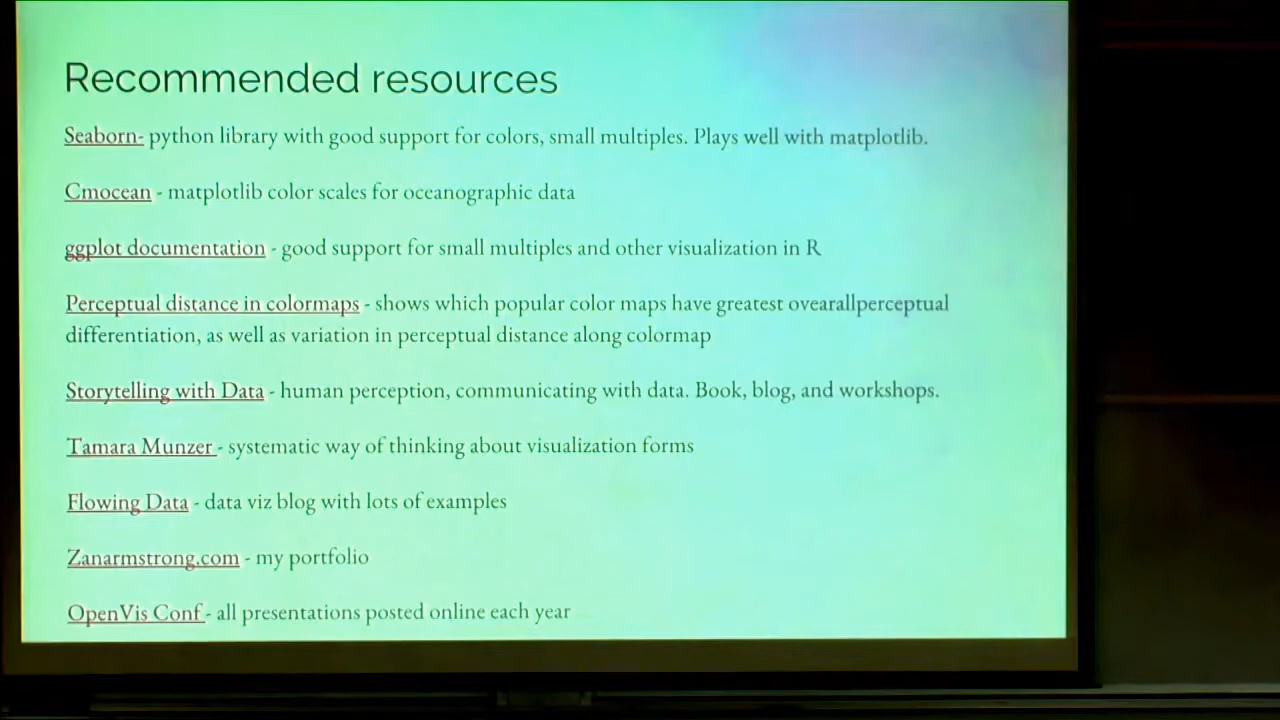 Recommended resources
Seaborn- python library with good support for colors, small multiples. Plays well with matplotlib.
Cmocean - matplotlib color scales for oceanographic data
ggplot documentation - good support for small multiples and other visualization in R
Perceptual distance in colormaps - shows which popular color maps have greatest ovearallperceptual
differentiation, as well as variation in perceptual distance along colormap
Storytelling with Data - human perception, communicating with data. Book, blog, and workshops.
Tamara Munzer - systematic way of thinking about visualization forms
Flowing Data - data viz blog with lots of examples
Zanarmstrong.com - my portfolio
OpenVis Conf - all presentations posted online each year